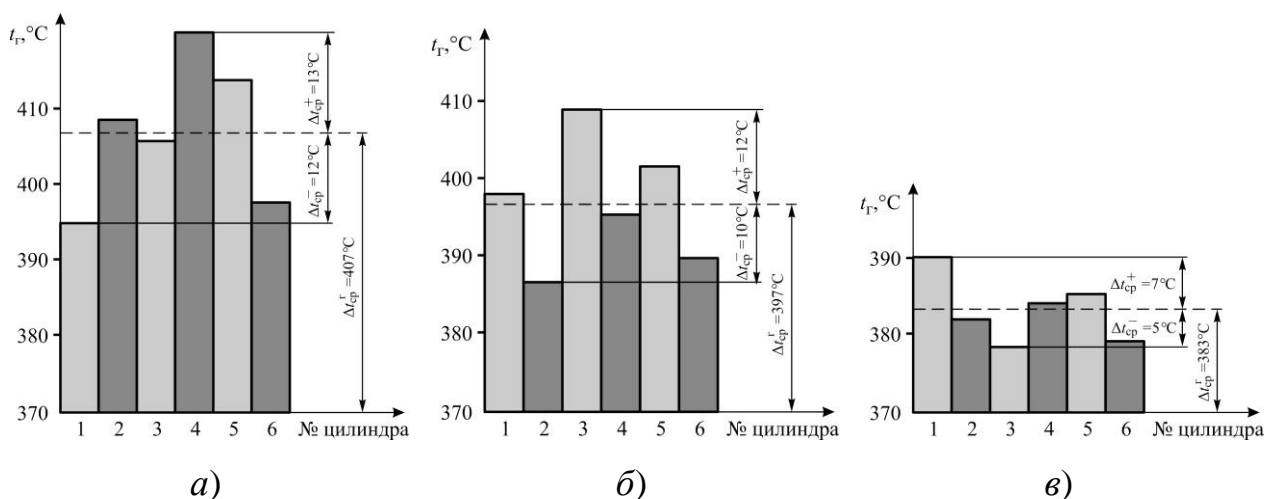 t_г,°C
410
400
390
380
370
1 2 3 4 5 6 № цилиндра
Δt_ср^+=13°C
Δt_ср^–=12°C
Δt_ср^г=407°C
а)
t_г,°C
410
400
390
380
370
1 2 3 4 5 6 № цилиндра
Δt_ср^+=12°C
Δt_ср^–=10°C
Δt_ср^г=397°C
б)
t_г,°C
390
380
370
1 2 3 4 5 6 № цилиндра
Δt_ср^+=7°C
Δt_ср^–=5°C
Δt_ср^г=383°C
в)